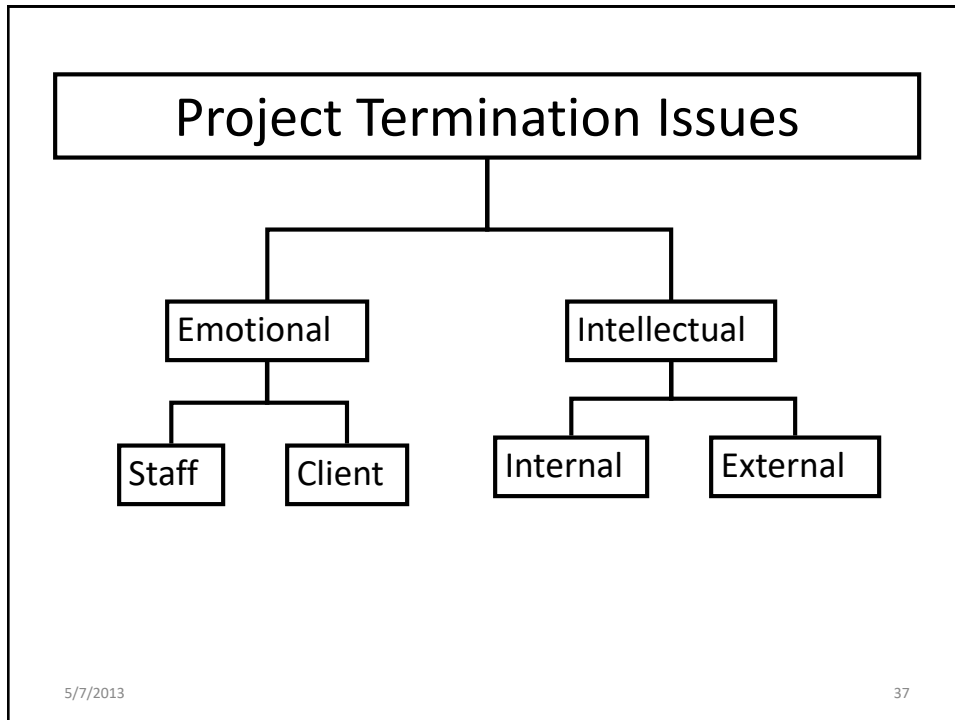 Project Termination Issues
Emotional
Intellectual
Staff
Client
Internal
External
5/7/2013
37